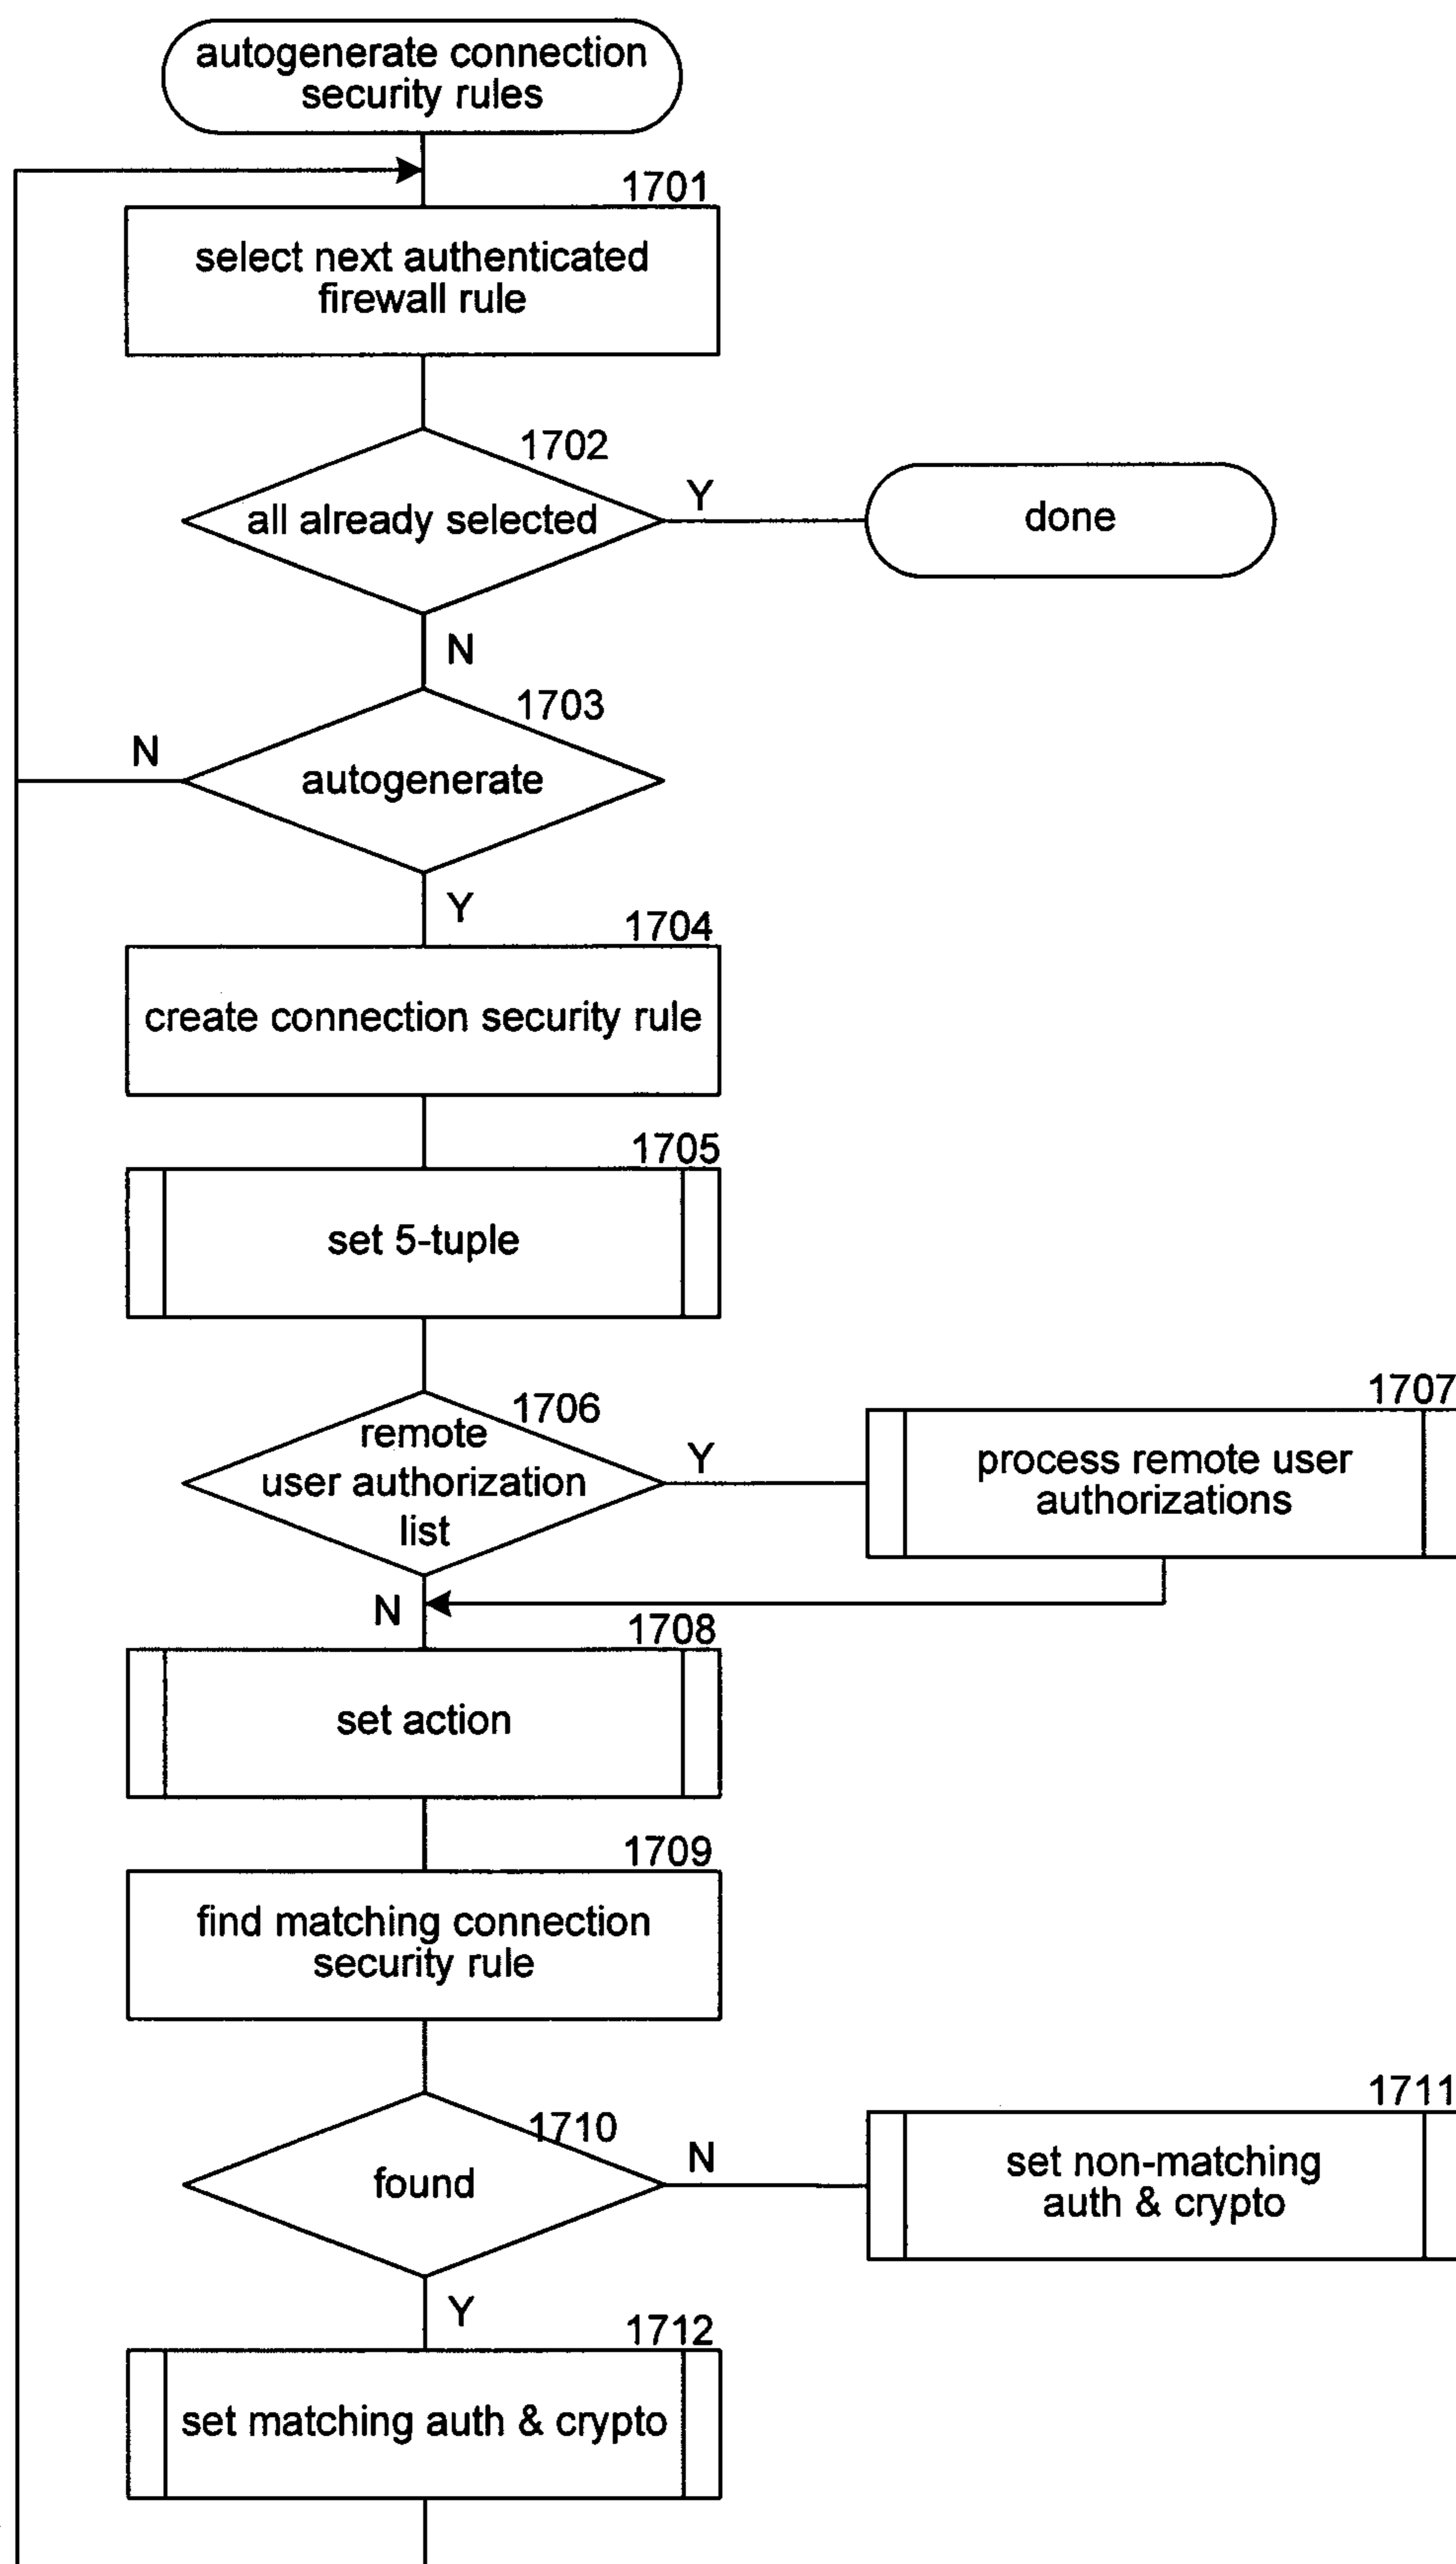 autogenerate connection
security rules
1701
select next authenticated
firewall rule
1702
all already selected
Y
done
N
1703
N
autogenerate
Y
1704
create connection security rule
1705
set 5-tuple
1706
remote
user authorization
list
Y
1707
process remote user
authorizations
N
1708
set action
1709
find matching connection
security rule
1710
found
N
1711
set non-matching
auth & crypto
Y
1712
set matching auth & crypto